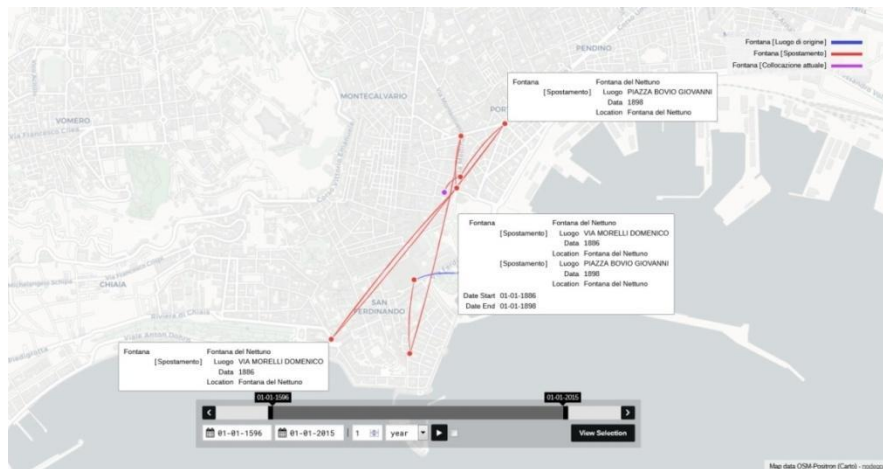 Fontana [Luogo di origine]
Fontana [Spostamento]
Fontana [Collocazione attuale]
PENDINO
MONTECALVARIO
VOMERO
PORT
Fontana Fontana del Nettuno
[Spostamento] Luogo PIAZZA BOVIO GIOVANNI
Data 1898
Location Fontana del Nettuno
Fontana Fontana del Nettuno
[Spostamento] Luogo VIA MORELLI DOMENICO
Data 1886
Location Fontana del Nettuno
[Spostamento] Luogo PIAZZA BOVIO GIOVANNI
Data 1898
Location Fontana del Nettuno
Date Start 01-01-1886
Date End 01-01-1898
CHIAIA
SAN
FERDINANDO
Riviera di Chiaia
Fontana Fontana del Nettuno
[Spostamento] Luogo VIA MORELLI DOMENICO
Data 1886
Location Fontana del Nettuno
01-01-1596 01-01-2015
01-01-1596 01-01-2015 1 year
View Selection
Map data OSM-Positron (Carto) -